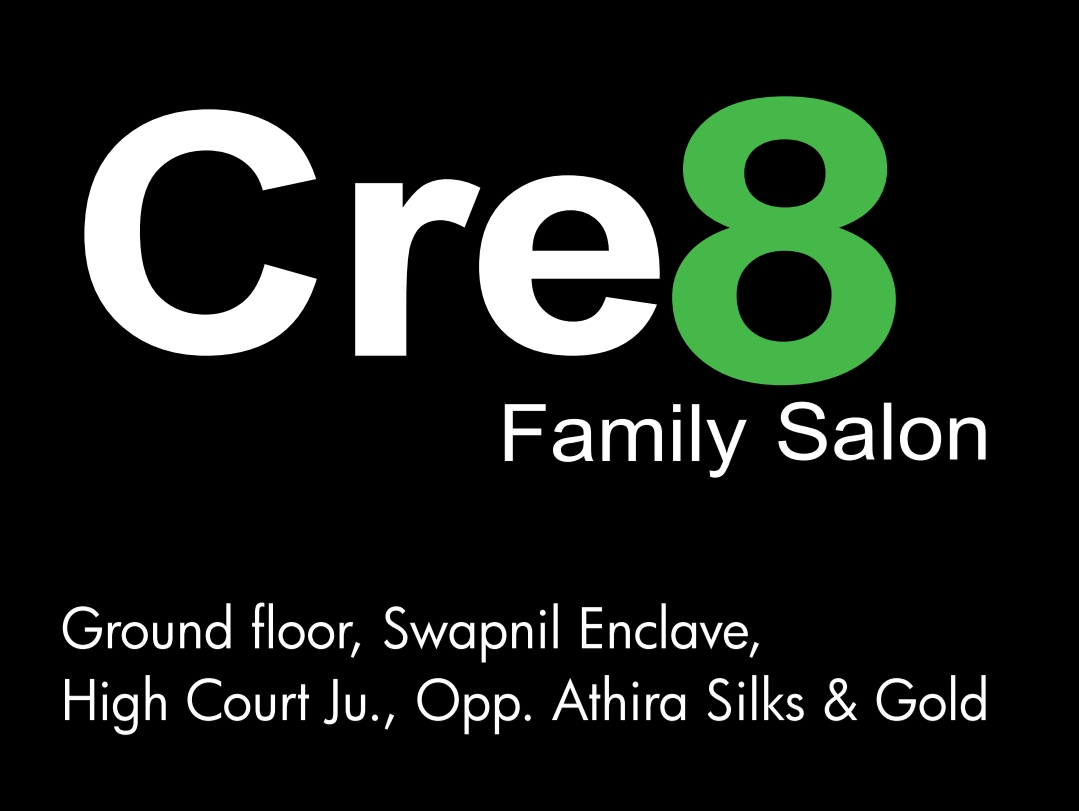 Cre8
Family Salon
Ground floor, Swapnil Enclave,
High Court Ju., Opp. Athira Silks & Gold